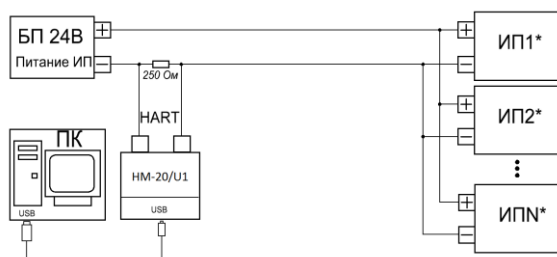 БП 24В
Питание ИП
+
−
250 Ом
HART
ПК
USB
HM-20/U1
USB
+
−
ИП1*
+
−
ИП2*
+
−
ИПN*